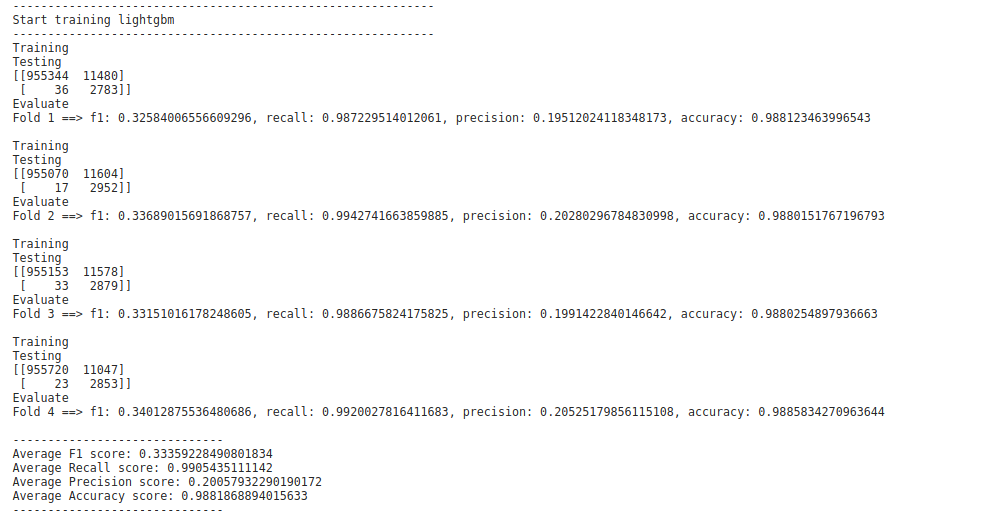 ------------------------------------------------------------
Start training lightgbm
------------------------------------------------------------
Training
Testing
[[955344  11480]
 [    36   2783]]
Evaluate
Fold 1 ==> f1: 0.32584006556609296, recall: 0.987229514012061, precision: 0.19512024118348173, accuracy: 0.988123463996543

Training
Testing
[[955070  11604]
 [    17   2952]]
Evaluate
Fold 2 ==> f1: 0.33689015691868757, recall: 0.9942741663859885, precision: 0.20280296784830998, accuracy: 0.9880151767196793

Training
Testing
[[955153  11578]
 [    33   2879]]
Evaluate
Fold 3 ==> f1: 0.33151016178248605, recall: 0.9886675824175825, precision: 0.1991422840146642, accuracy: 0.9880254897936663

Training
Testing
[[955720  11047]
 [    23   2853]]
Evaluate
Fold 4 ==> f1: 0.34012875536480686, recall: 0.9920027816411683, precision: 0.20525179856115108, accuracy: 0.9885834270963644

------------------------------
Average F1 score: 0.33359228490801834
Average Recall score: 0.9905435111142
Average Precision score: 0.20057932290190172
Average Accuracy score: 0.9881868894015633
------------------------------